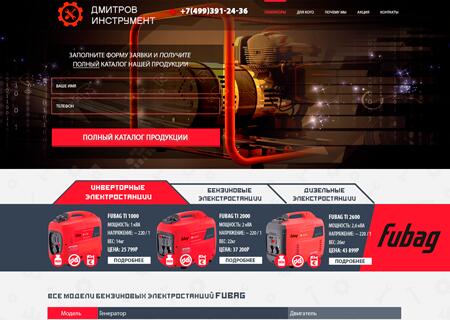 ДМИТРОВ
ИНСТРУМЕНТ
+7(499)391-24-36
ДЛЯ КОГО
ПОЧЕМУ МЫ
АКЦИЯ
КОНТАКТЫ
ЗАПОЛНИТЕ ФОРМУ ЗАЯВКИ И ПОЛУЧИТЕ
ПОЛНЫЙ КАТАЛОГ НАШЕЙ ПРОДУКЦИИ
ВАШЕ ИМЯ
ТЕЛЕФОН
ПОЛНЫЙ КАТАЛОГ ПРОДУКЦИИ
ИНВЕРТОРНЫЕ
ЭЛЕКТРОСТАНЦИИ
БЕНЗИНОВЫЕ
ЭЛЕКТРОСТАНЦИИ
ДИЗЕЛЬНЫЕ
ЭЛЕКТРОСТАНЦИИ
FUBAG TI 1000
МОЩНОСТЬ: 1 кВА
НАПРЯЖЕНИЕ: ~ 220 / 1
ВЕС: 14кг
ЦЕНА: 25 799Р
ПОДРОБНЕЕ
FUBAG TI 2000
МОЩНОСТЬ: 2 кВА
НАПРЯЖЕНИЕ: ~ 220 / 1
ВЕС: 22кг
ЦЕНА: 37 200Р
ПОДРОБНЕЕ
FUBAG TI 2600
МОЩНОСТЬ: 2,6 кВА
НАПРЯЖЕНИЕ: ~ 220 / 1
ЦЕНА: 43 899Р
ПОДРОБНЕЕ
Fubag
ВСЕ МОДЕЛИ БЕНЗИНОВЫХ ЭЛЕКТРОСТАНЦИЙ FUBAG
Модель
Генератор
Двигатель